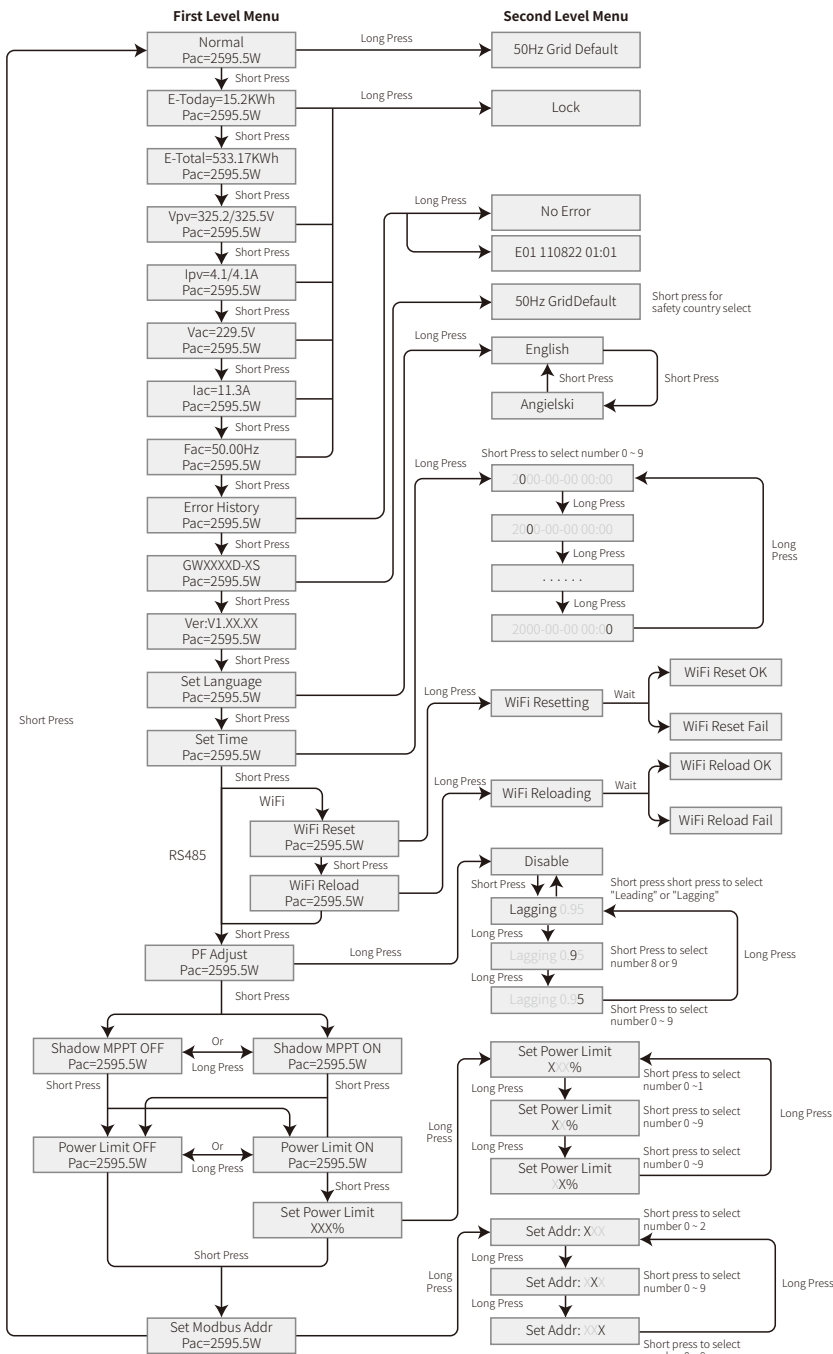 First Level Menu
Second Level Menu
Normal
Pac=2595.5W
Long Press
50Hz Grid Default
Short Press
E-Today=15.2KWh
Pac=2595.5W
Long Press
Lock
Short Press
E-Total=533.17KWh
Pac=2595.5W
Short Press
Vpv=325.2/325.5V
Pac=2595.5W
Long Press
No Error
E01 110822 01:01
Short Press
Ipv=4.1/4.1A
Pac=2595.5W
50Hz GridDefault
Short press for
safety country select
Short Press
Vac=229.5V
Pac=2595.5W
Long Press
English
Short Press
Short Press
Angielski
Short Press
Iac=11.3A
Pac=2595.5W
Short Press
Fac=50.00Hz
Pac=2595.5W
Short Press to select number 0 ~ 9
Long Press
2000-00-00 00:00
Long Press
2000-00-00 00:00
Long Press
. . . . . .
Long Press
2000-00-00 00:00
Long
Press
Short Press
Error History
Pac=2595.5W
Short Press
GWXXXXD-XS
Pac=2595.5W
Short Press
Ver:V1.XX.XX
Pac=2595.5W
Short Press
Set Language
Pac=2595.5W
Short Press
Set Time
Pac=2595.5W
Short Press
Short Press
Long Press
WiFi Resetting
Wait
WiFi Reset OK
WiFi Reset Fail
WiFi
RS485
WiFi Reset
Pac=2595.5W
Short Press
WiFi Reload
Pac=2595.5W
Long Press
WiFi Reloading
Wait
WiFi Reload OK
WiFi Reload Fail
Short Press
PF Adjust
Pac=2595.5W
Long Press
Disable
Short Press
Short press short press to select
"Leading" or "Lagging"
Lagging 0.95
Long Press
Lagging 0.95
Short Press to select
number 8 or 9
Long Press
Long Press
Lagging 0.95
Short Press to select
number 0 ~ 9
Short Press
Shadow MPPT OFF
Pac=2595.5W
Or
Long Press
Shadow MPPT ON
Pac=2595.5W
Short Press
Short Press
Power Limit OFF
Pac=2595.5W
Or
Long Press
Power Limit ON
Pac=2595.5W
Short Press
Set Power Limit
XXX%
Long
Press
Set Power Limit
XXX%
Short press to select
number 0 ~1
Long Press
Set Power Limit
XX%
Short press to select
number 0 ~9
Long Press
Long Press
Set Power Limit
XX%
Short press to select
number 0 ~9
Short Press
Long
Press
Set Addr: XXX
Short press to select
number 0 ~ 2
Long Press
Set Addr: XXX
Short press to select
number 0 ~ 9
Long Press
Long Press
Set Addr: XXX
Short press to select
Set Modbus Addr
Pac=2595.5W